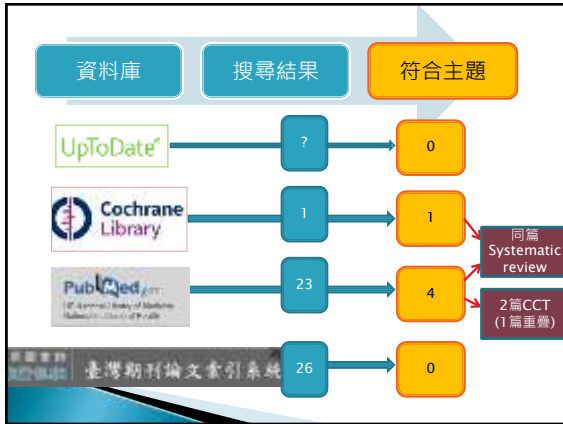 資料庫
搜尋結果
符合主題
UpToDate
?
0
Cochrane
Library
1
1
同篇
Systematic
review
PubMed
23
4
2篇CCT
(1篇重疊)
臺灣期刊論文索引系統
26
0